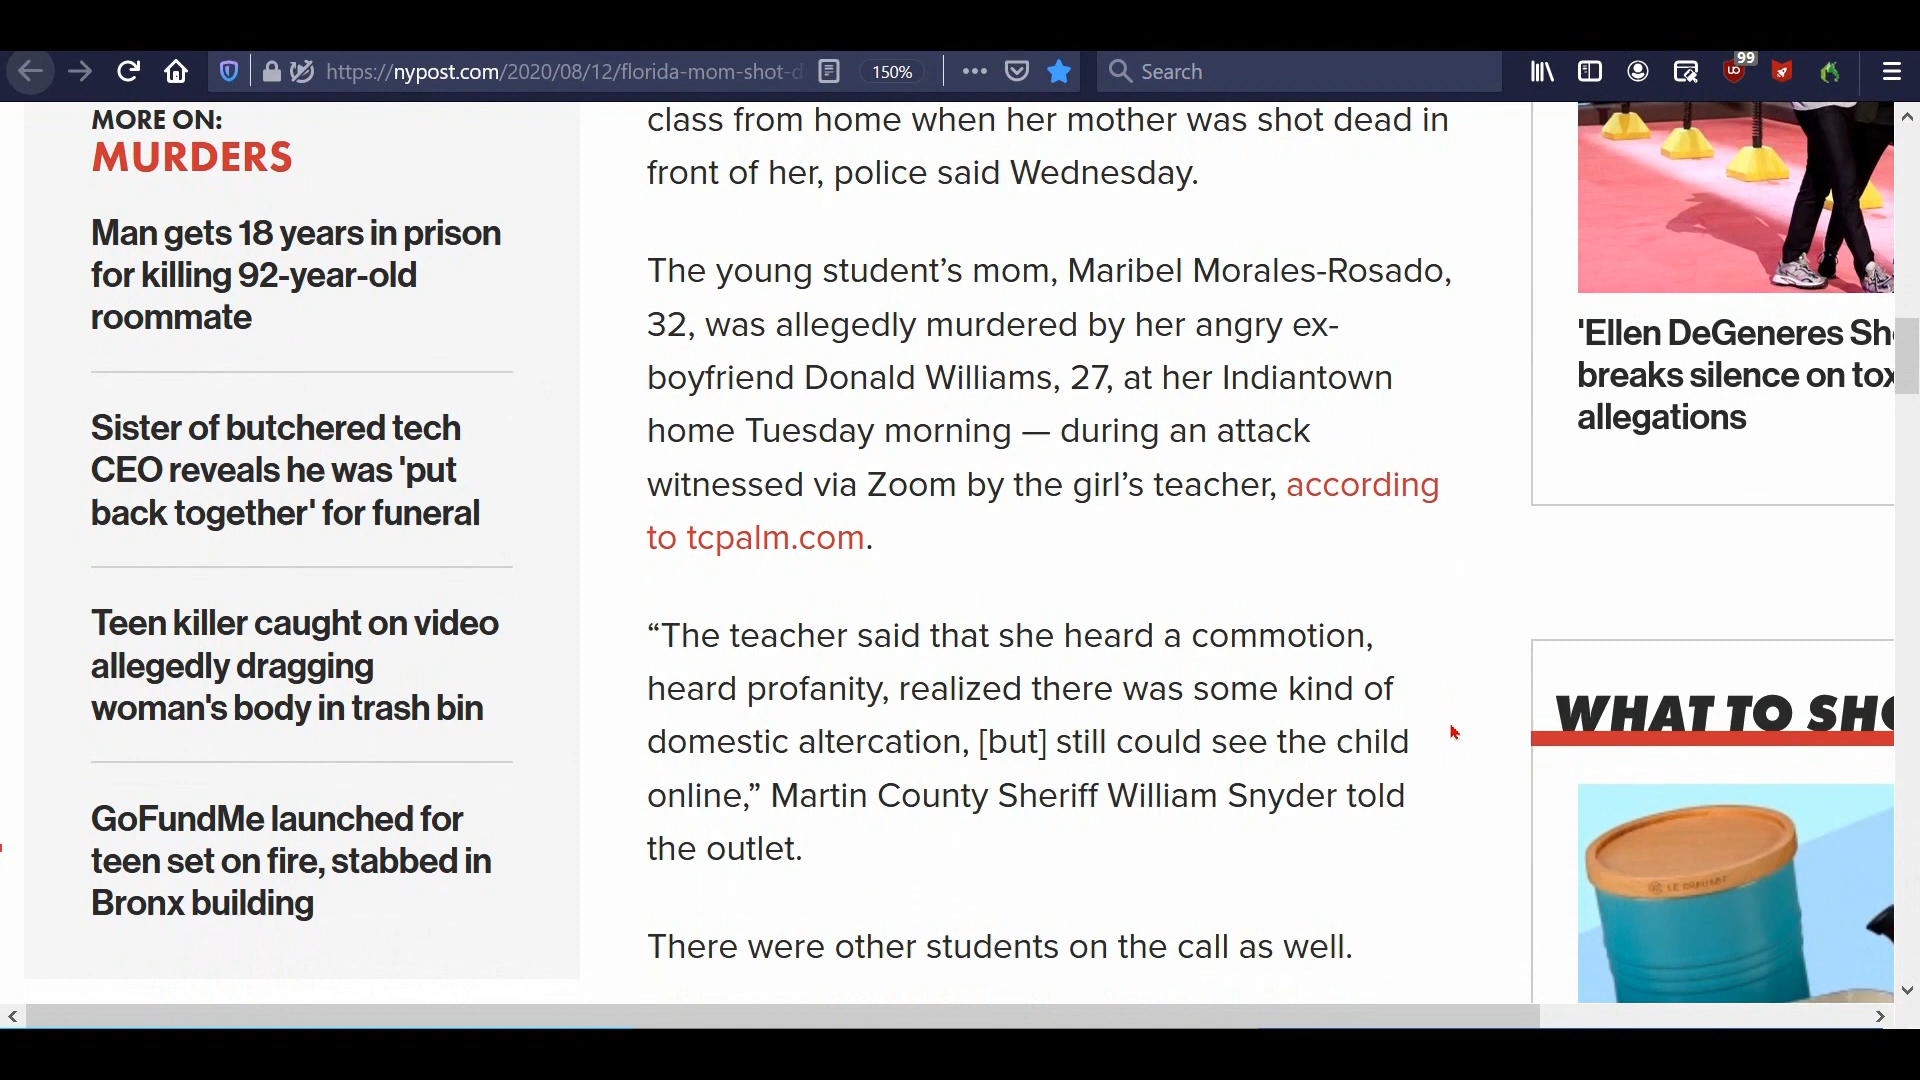 https://nypost.com/2020/08/12/florida-mom-shot-d
150%
Search
99
MORE ON:
MURDERS
Man gets 18 years in prison
for killing 92-year-old
roommate
Sister of butchered tech
CEO reveals he was 'put
back together' for funeral
Teen killer caught on video
allegedly dragging
woman's body in trash bin
GoFundMe launched for
teen set on fire, stabbed in
Bronx building
class from home when her mother was shot dead in
front of her, police said Wednesday.
The young student’s mom, Maribel Morales-Rosado,
32, was allegedly murdered by her angry ex-
boyfriend Donald Williams, 27, at her Indiantown
home Tuesday morning — during an attack
witnessed via Zoom by the girl’s teacher, according
to tcpalm.com.
“The teacher said that she heard a commotion,
heard profanity, realized there was some kind of
domestic altercation, [but] still could see the child
online,” Martin County Sheriff William Snyder told
the outlet.
There were other students on the call as well.
'Ellen DeGeneres Sh
breaks silence on tox
allegations
WHAT TO SHO